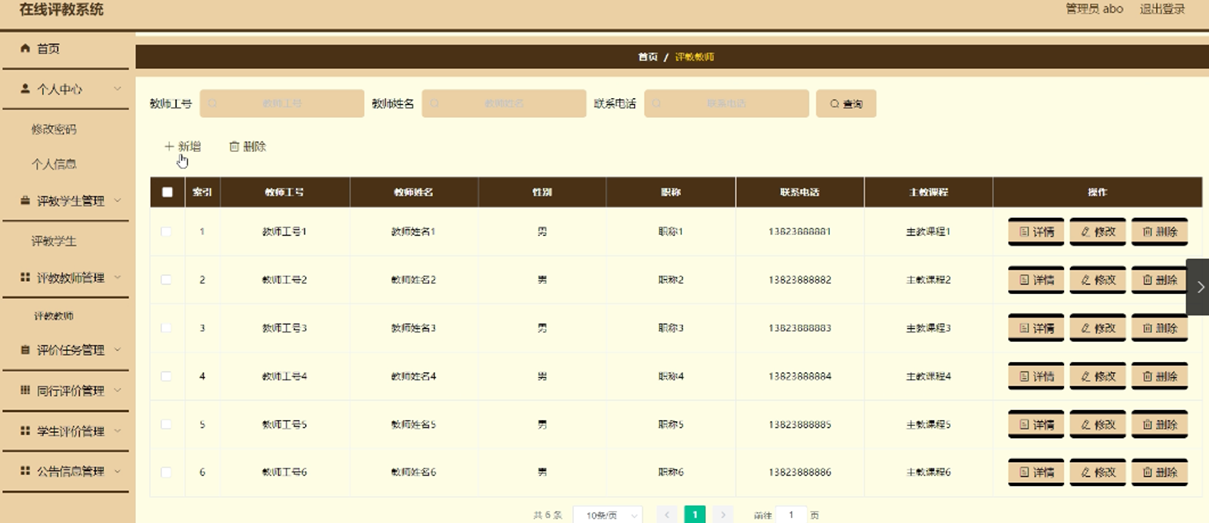 在线评教系统
管理员 abo 退出登录
首页
首页 / 评教教师
个人中心
教师工号 教师工号 教师姓名 教师姓名 联系电话 联系电话 查询
修改密码
新增 删除
个人信息
评教学生管理
索引 教师工号 教师姓名 性别 职称 联系电话 主教课程 操作
评教学生
1 教师工号1 教师姓名1 男 职称1 13823888881 主教课程1 详情 修改 删除
评教教师管理
2 教师工号2 教师姓名2 男 职称2 13823888882 主教课程2 详情 修改 删除
评教教师
3 教师工号3 教师姓名3 男 职称3 13823888883 主教课程3 详情 修改 删除
评价任务管理
4 教师工号4 教师姓名4 男 职称4 13823888884 主教课程4 详情 修改 删除
同行评价管理
5 教师工号5 教师姓名5 男 职称5 13823888885 主教课程5 详情 修改 删除
学生评价管理
6 教师工号6 教师姓名6 男 职称6 13823888886 主教课程6 详情 修改 删除
公告信息管理
共 6 条 10条/页 1 前往 1 页